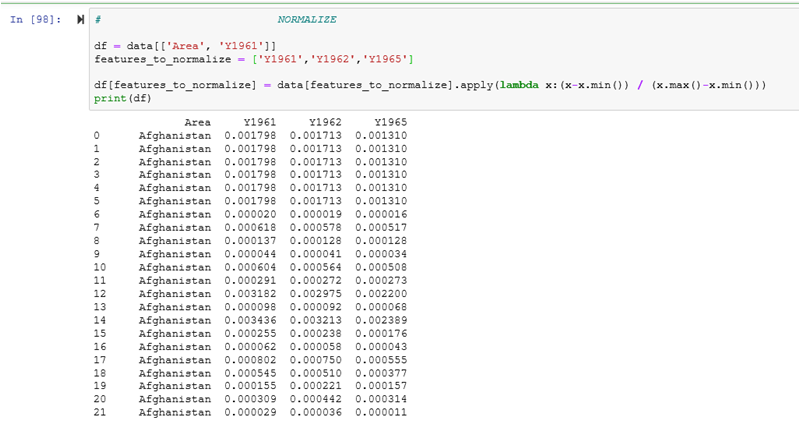 In [98]: # NORMALIZE
df = data[['Area', 'Y1961']]
features_to_normalize = ['Y1961','Y1962','Y1965']
df[features_to_normalize] = data[features_to_normalize].apply(lambda x:(x-x.min()) / (x.max()-x.min()))
print(df)
Area Y1961 Y1962 Y1965
0 Afghanistan 0.001798 0.001713 0.001310
1 Afghanistan 0.001798 0.001713 0.001310
2 Afghanistan 0.001798 0.001713 0.001310
3 Afghanistan 0.001798 0.001713 0.001310
4 Afghanistan 0.001798 0.001713 0.001310
5 Afghanistan 0.001798 0.001713 0.001310
6 Afghanistan 0.000020 0.000019 0.000016
7 Afghanistan 0.000618 0.000578 0.000517
8 Afghanistan 0.000137 0.000128 0.000128
9 Afghanistan 0.000044 0.000041 0.000034
10 Afghanistan 0.000604 0.000564 0.000508
11 Afghanistan 0.000291 0.000272 0.000273
12 Afghanistan 0.003182 0.002975 0.002200
13 Afghanistan 0.000098 0.000092 0.000068
14 Afghanistan 0.003436 0.003213 0.002389
15 Afghanistan 0.000255 0.000238 0.000176
16 Afghanistan 0.000062 0.000058 0.000043
17 Afghanistan 0.000802 0.000750 0.000555
18 Afghanistan 0.000545 0.000510 0.000377
19 Afghanistan 0.000155 0.000221 0.000157
20 Afghanistan 0.000309 0.000442 0.000314
21 Afghanistan 0.000029 0.000036 0.000011